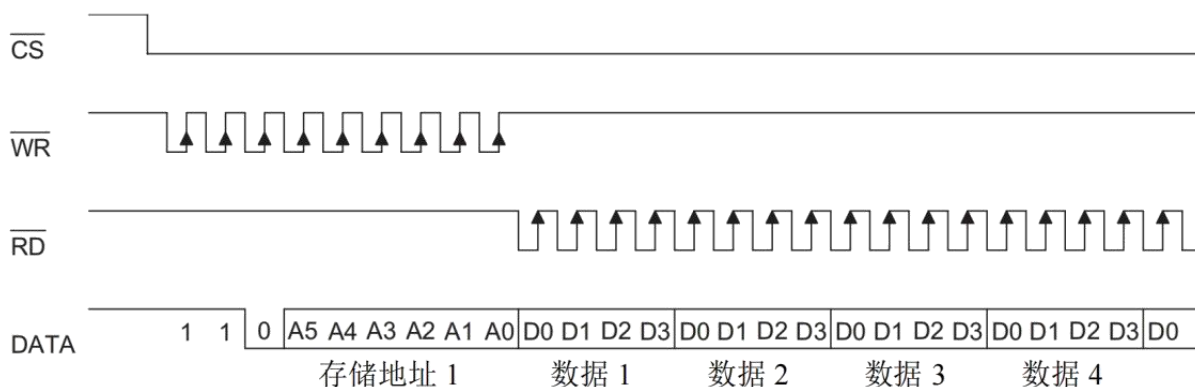 CS
WR
RD
DATA 1 1 0 A5 A4 A3 A2 A1 A0 D0 D1 D2 D3 D0 D1 D2 D3 D0 D1 D2 D3 D0 D1 D2 D3 D0
存储地址 1 数据 1 数据 2 数据 3 数据 4